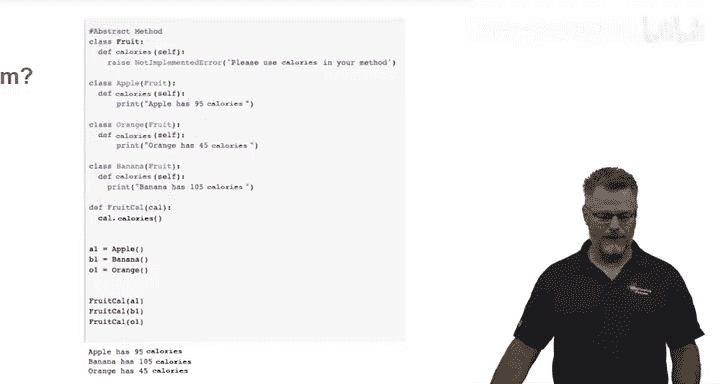 m?
#Abstract Method
class Fruit:
  def calories(self):
    raise NotImplementedError('Please use calories in your method')
class Apple(Fruit):
  def calories(self):
      print("Apple has 95 calories ")
class Orange(Fruit):
  def calories(self):
      print("Orange has 45 calories ")
class Banana(Fruit):
  def calories(self):
    print("Banana has 105 calories ")
def FruitCal(cal):
  cal.calories()
a1 = Apple()
b1 = Banana()
o1 = Orange()
FruitCal(a1)
FruitCal(b1)
FruitCal(o1)
Apple has 95 calories
Banana has 105 calories
Orange has 45 calories